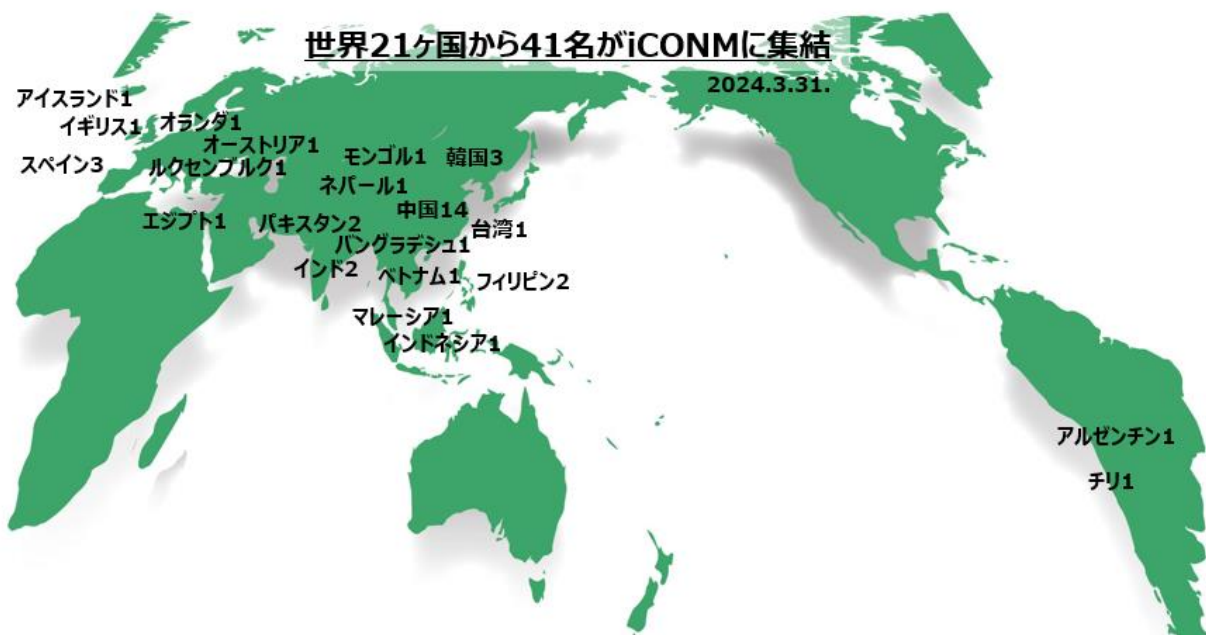 世界21ヶ国から41名がiCONMに集結
2024.3.31.
アイスランド1
イギリス1
オランダ1
オーストリア1
スペイン3
ルクセンブルク1
モンゴル1
韓国3
ネパール1
中国14
エジプト1
パキスタン2
台湾1
バングラデシュ1
インド2
ベトナム1
フィリピン2
マレーシア1
インドネシア1
アルゼンチン1
チリ1